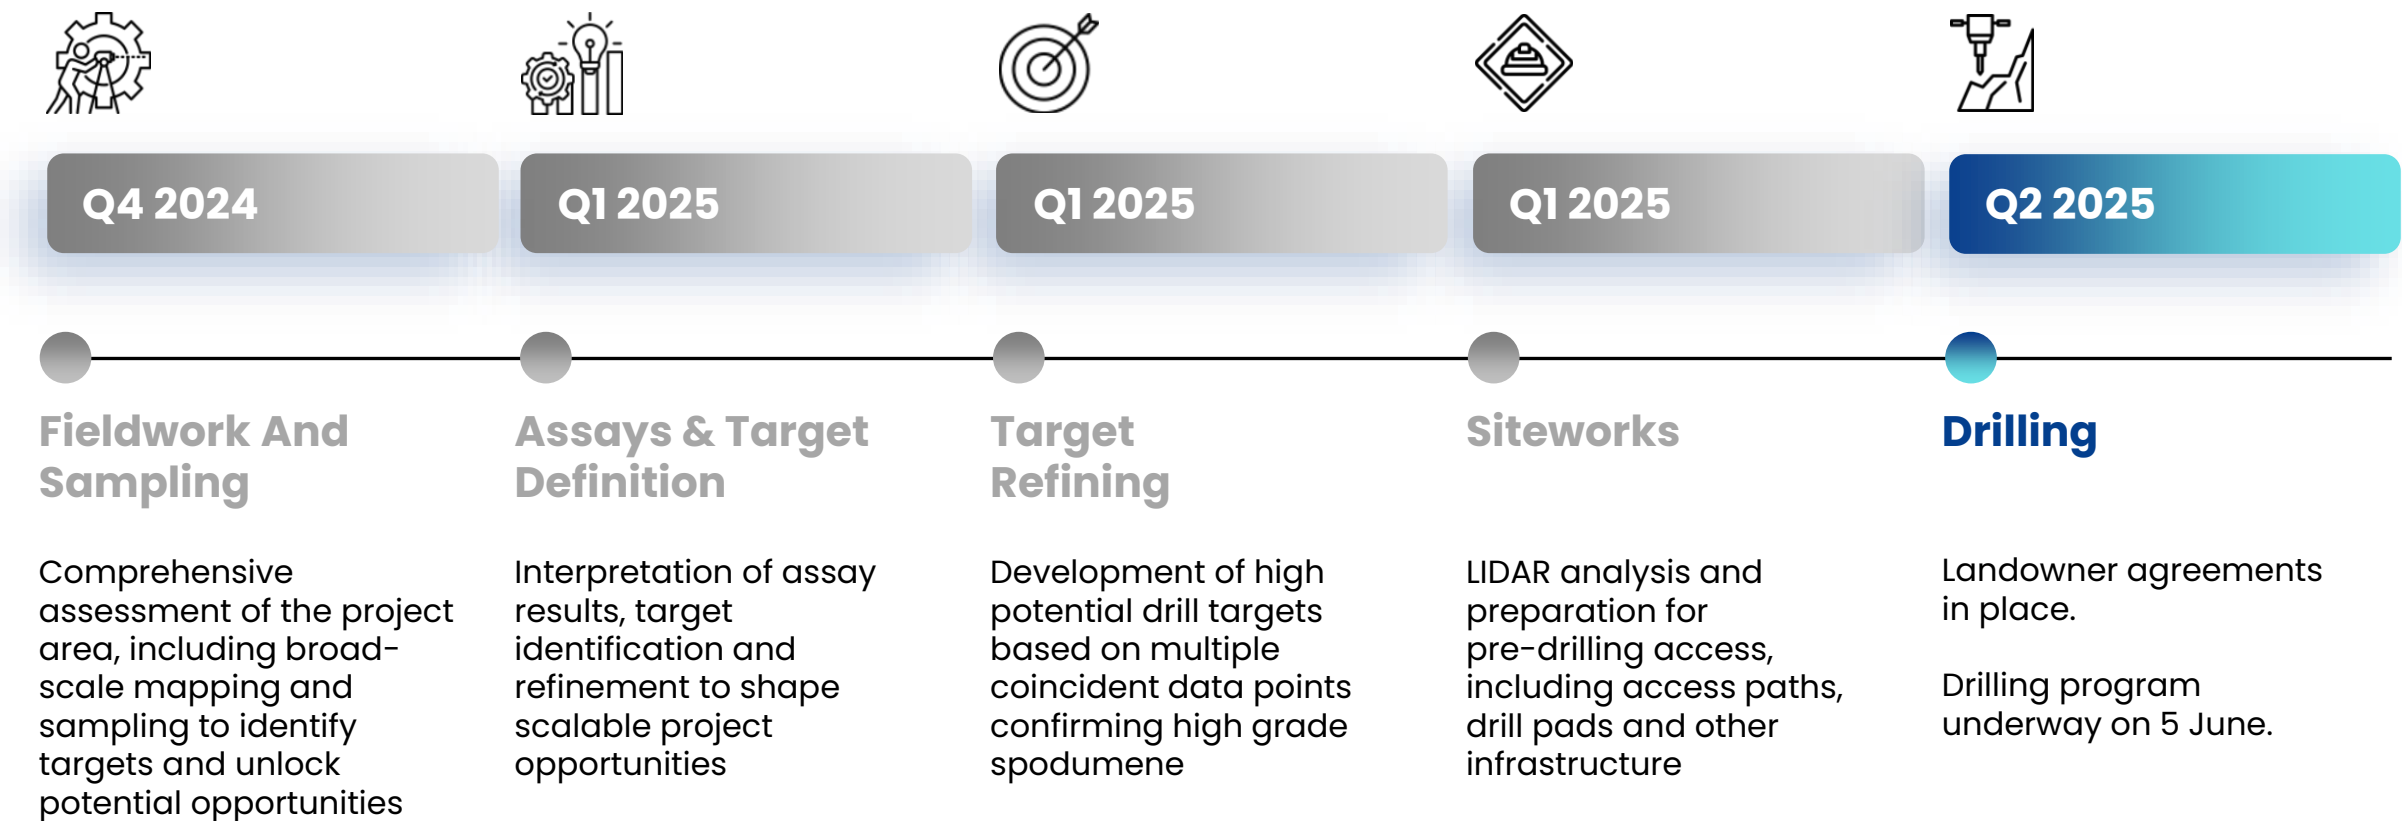 Q4 2024
Q1 2025
Q1 2025
Q1 2025
Q2 2025
Fieldwork And
Sampling
Comprehensive
assessment of the project
area, including broad-
scale mapping and
sampling to identify
targets and unlock
potential opportunities
Assays & Target
Definition
Interpretation of assay
results, target
identification and
refinement to shape
scalable project
opportunities
Target
Refining
Development of high
potential drill targets
based on multiple
coincident data points
confirming high grade
spodumene
Siteworks
LIDAR analysis and
preparation for
pre-drilling access,
including access paths,
drill pads and other
infrastructure
Drilling
Landowner agreements
in place.
Drilling program
underway on 5 June.